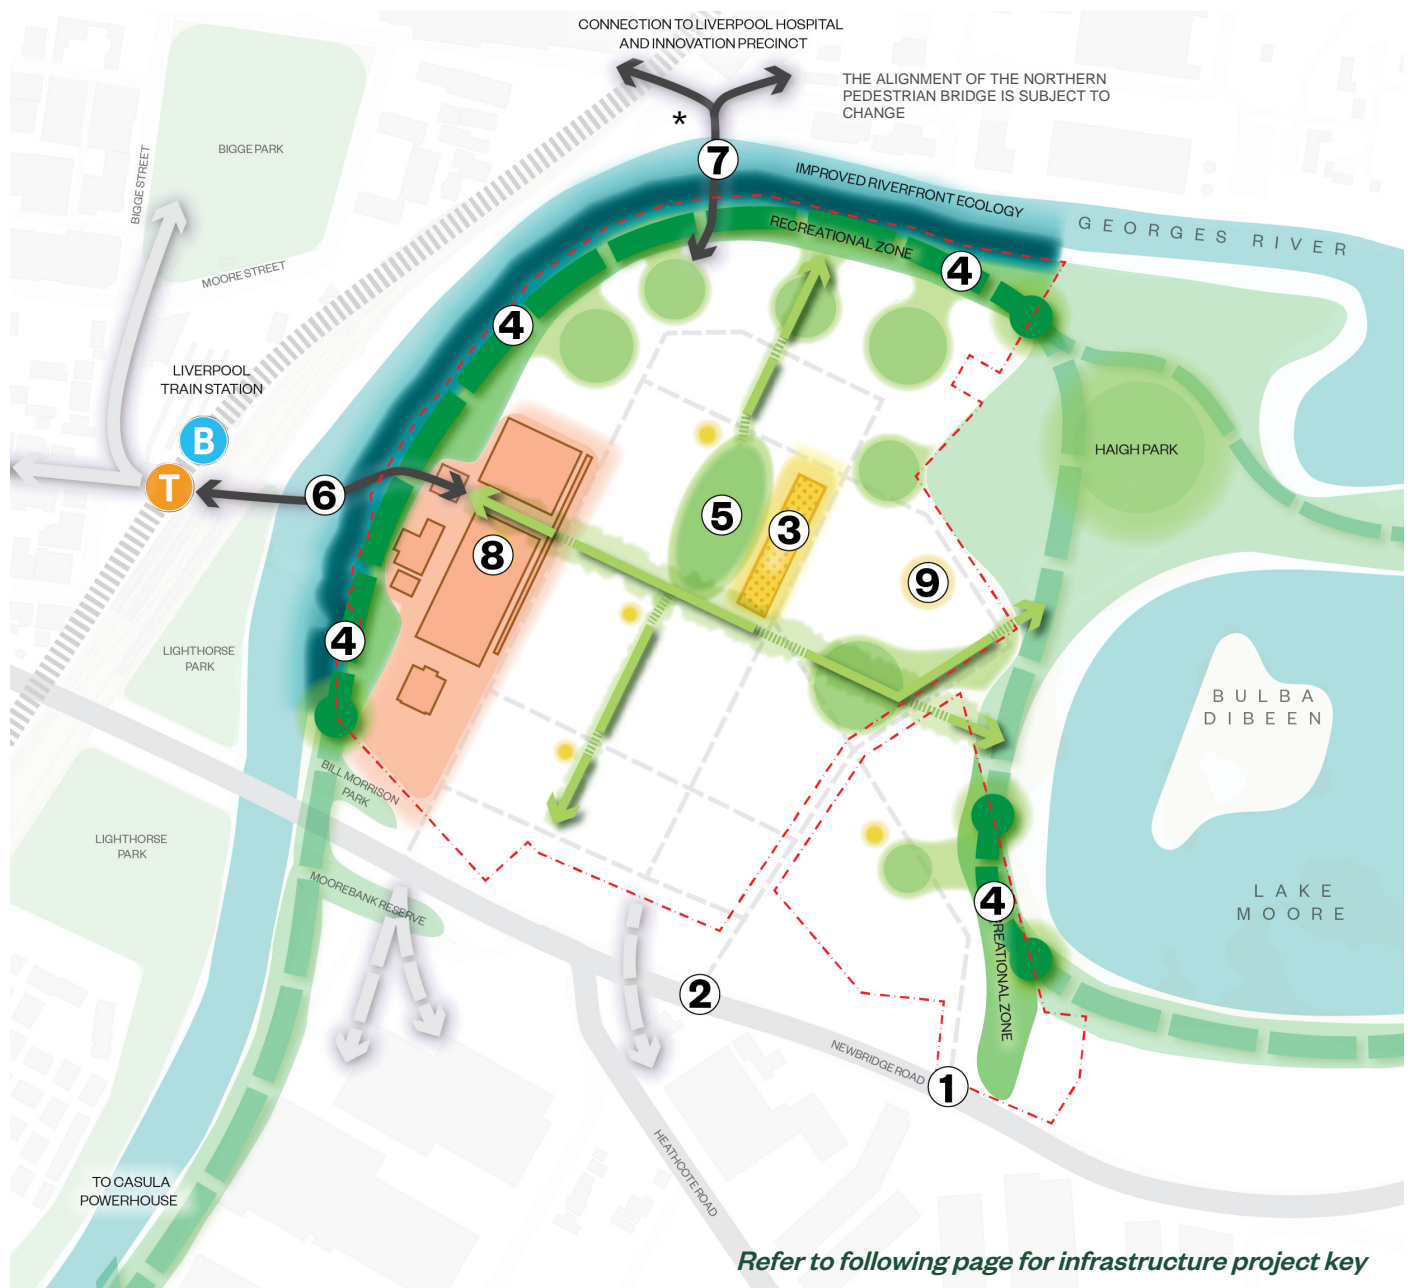 CONNECTION TO LIVERPOOL HOSPITAL
AND INNOVATION PRECINCT
THE ALIGNMENT OF THE NORTHERN
PEDESTRIAN BRIDGE IS SUBJECT TO
CHANGE
*
BIGGE PARK
BIGGE STREET
MOORE STREET
7
IMPROVED RIVERFRONT ECOLOGY
GEORGES RIVER
RECREATIONAL ZONE
4
4
LIVERPOOL
TRAIN STATION
B
T
6
HAIGH PARK
5
3
8
9
4
LIGHTHORSE
PARK
BULBA
DIBEEN
BILL MORRISON
PARK
LIGHTHORSE
PARK
MOOREBANK RESERVE
4
REATIONAL ZONE
LAKE
MOORE
2
NEWBRIDGE ROAD
1
HEATHCOTE ROAD
TO CASULA
POWERHOUSE
Refer to following page for infrastructure project key